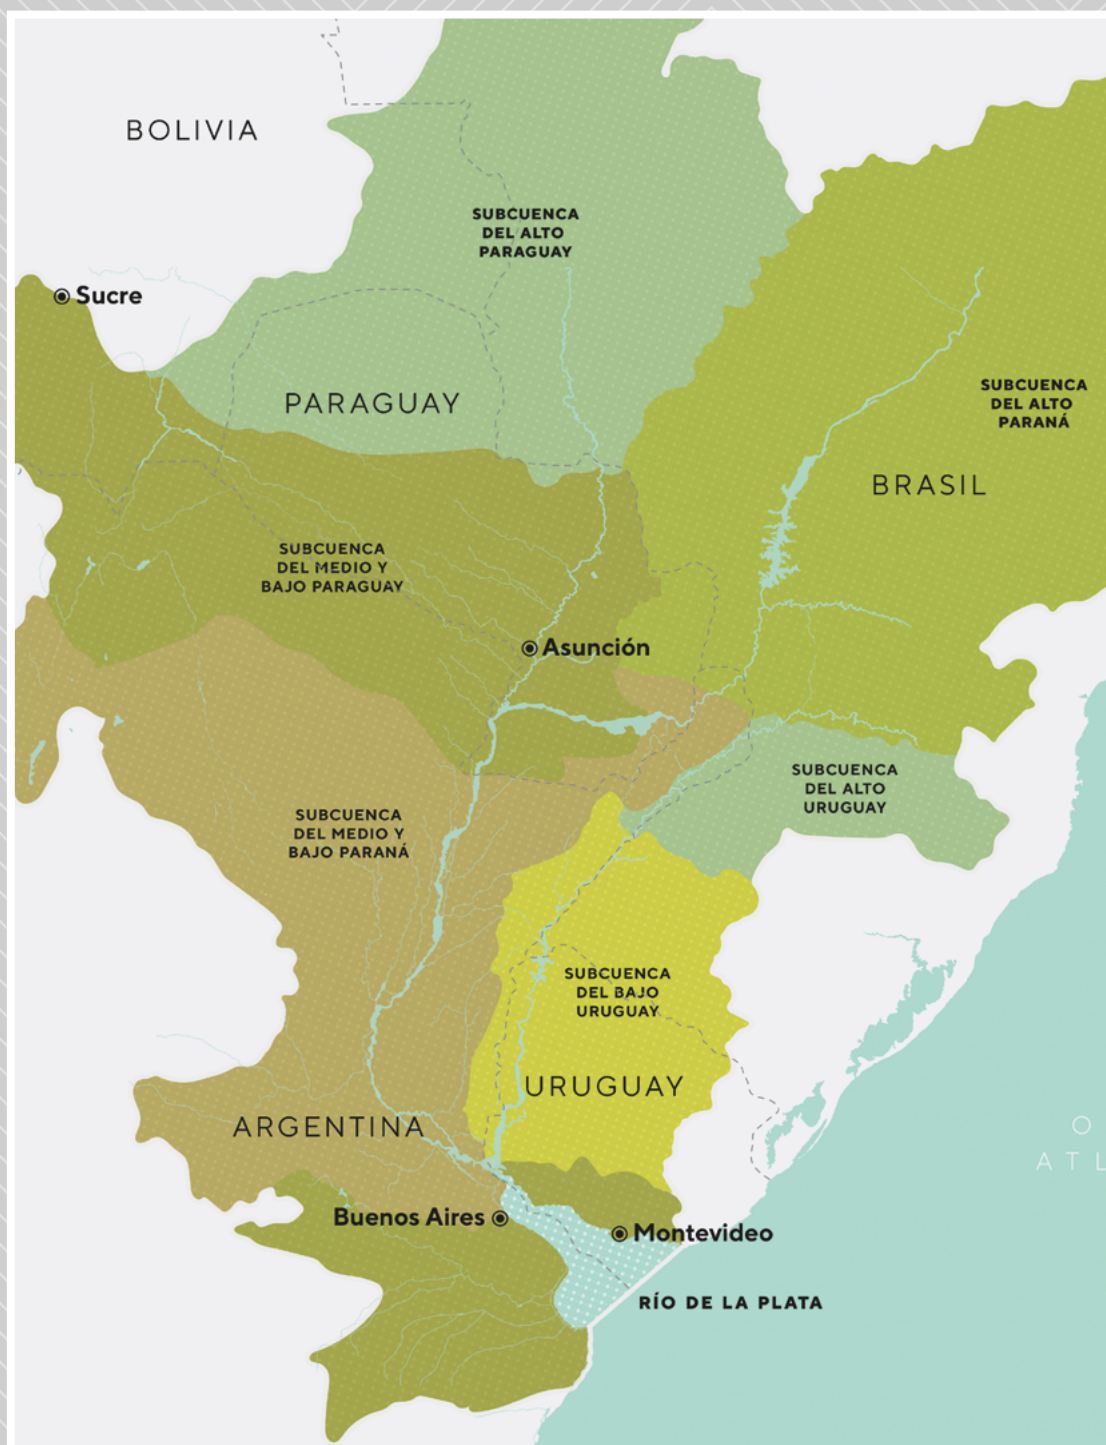 BOLIVIA
SUBCUENCA
DEL ALTO
PARAGUAY
Sucre
PARAGUAY
SUBCUENCA
DEL ALTO
PARANÁ
BRASIL
SUBCUENCA
DEL MEDIO Y
BAJO PARAGUAY
Asunción
SUBCUENCA
DEL ALTO
URUGUAY
SUBCUENCA
DEL MEDIO Y
BAJO PARANÁ
SUBCUENCA
DEL BAJO
URUGUAY
URUGUAY
ARGENTINA
O
ATL
Buenos Aires
Montevideo
RÍO DE LA PLATA